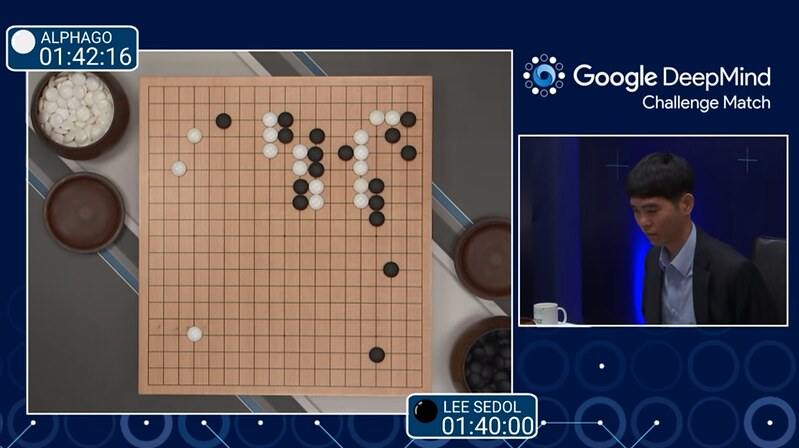 ALPHAGO
01:42:16
Google DeepMind
Challenge Match
LEE SEDOL
01:40:00